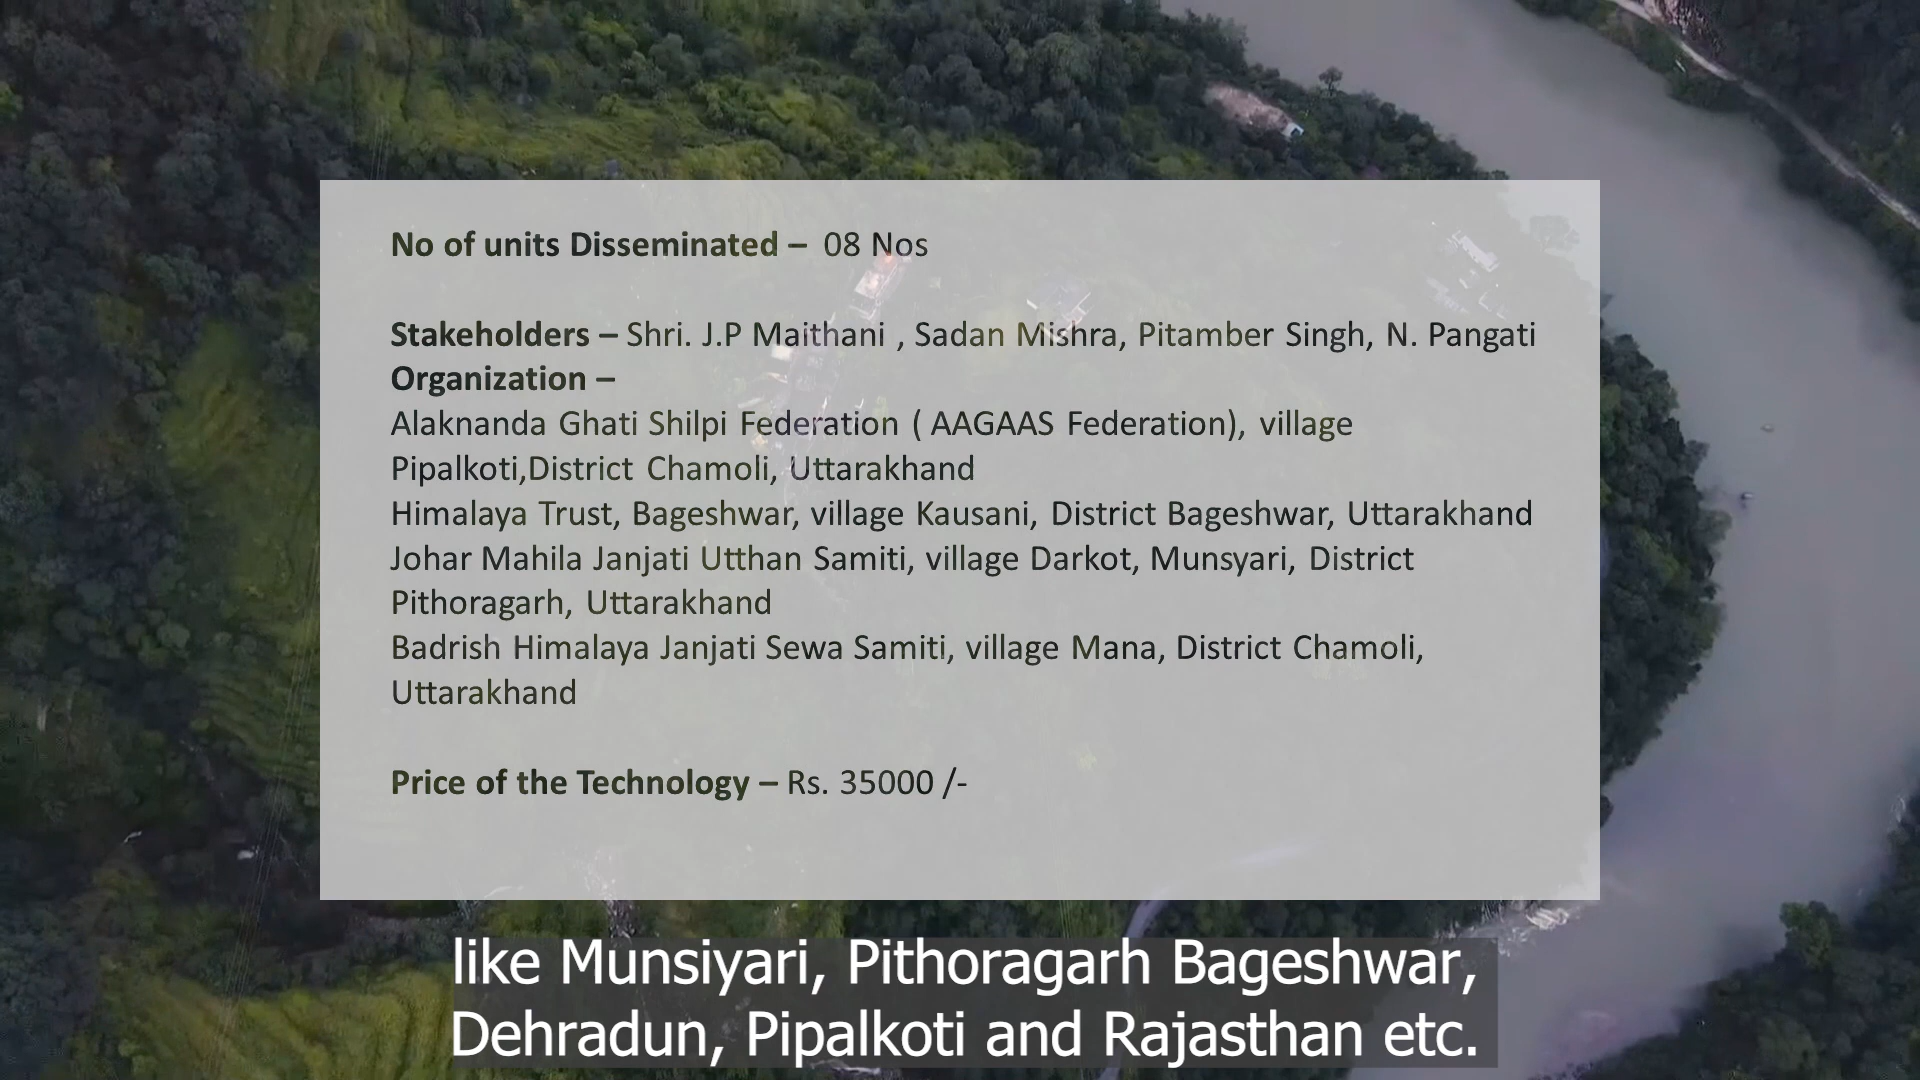 No of units Disseminated – 08 Nos
Stakeholders – Shri. J.P Maithani , Sadan Mishra, Pitamber Singh, N. Pangati
Organization –
Alaknanda Ghati Shilpi Federation ( AAGAAS Federation), village
Pipalkoti,District Chamoli, Uttarakhand
Himalaya Trust, Bageshwar, village Kausani, District Bageshwar, Uttarakhand
Johar Mahila Janjati Utthan Samiti, village Darkot, Munsyari, District
Pithoragarh, Uttarakhand
Badrish Himalaya Janjati Sewa Samiti, village Mana, District Chamoli,
Uttarakhand
Price of the Technology – Rs. 35000 /-
like Munsiyari, Pithoragarh Bageshwar,
Dehradun, Pipalkoti and Rajasthan etc.